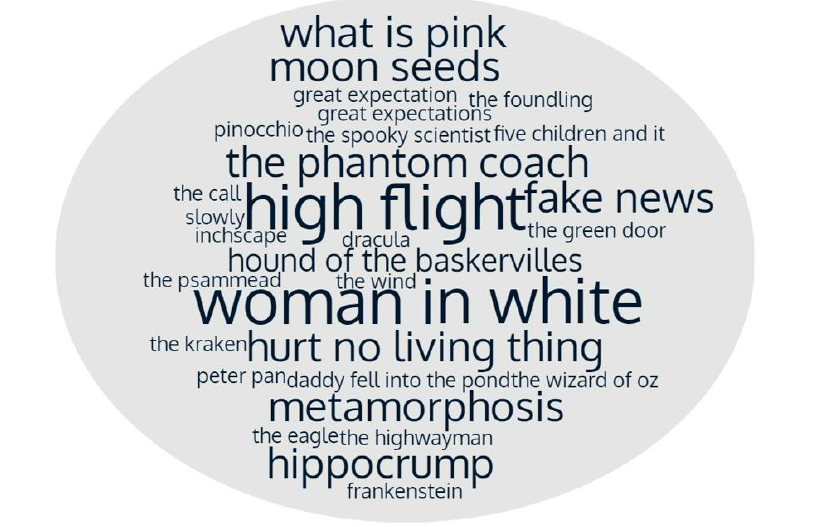 what is pink
moon seeds
great expectation the foundling
great expectations
pinocchio the spooky scientist five children and it
the phantom coach
the call high flight fake news
slowly
inchscape dracula the green door
hound of the baskervilles
the psammead the wind
woman in white
the kraken hurt no living thing
peter pan daddy fell into the pond the wizard of oz
metamorphosis
the eagle the highwayman
hippocrump
frankenstein